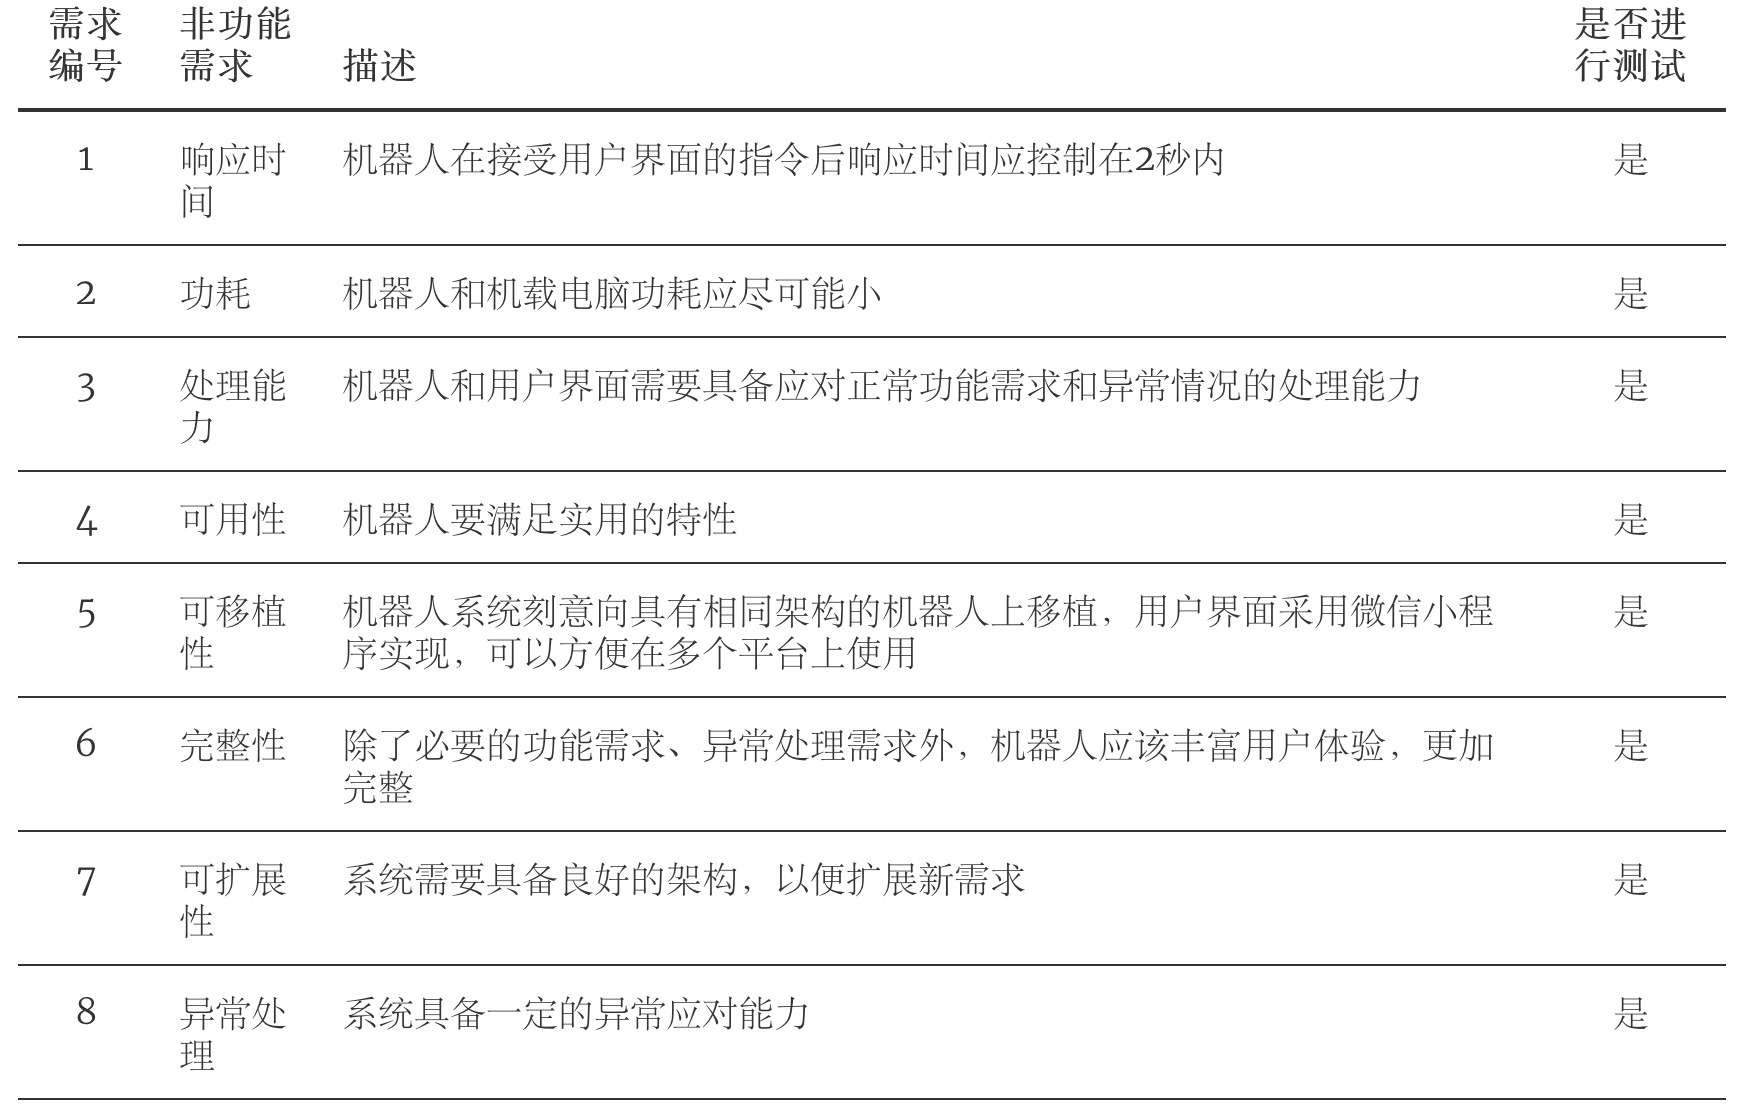 需求 非功能 是否进
编号 需求 描述 行测试
1 响应时 机器人在接受用户界面的指令后响应时间应控制在2秒内 是
间
2 功耗 机器人和机载电脑功耗应尽可能小 是
3 处理能 机器人和用户界面需要具备应对正常功能需求和异常情况的处理能力 是
力
4 可用性 机器人要满足实用的特性 是
5 可移植 机器人系统刻意向具有相同架构的机器人上移植，用户界面采用微信小程 是
性 序实现，可以方便在多个平台上使用
6 完整性 除了必要的功能需求、异常处理需求外，机器人应该丰富用户体验，更加 是
完整
7 可扩展 系统需要具备良好的架构，以便扩展新需求 是
性
8 异常处 系统具备一定的异常应对能力 是
理